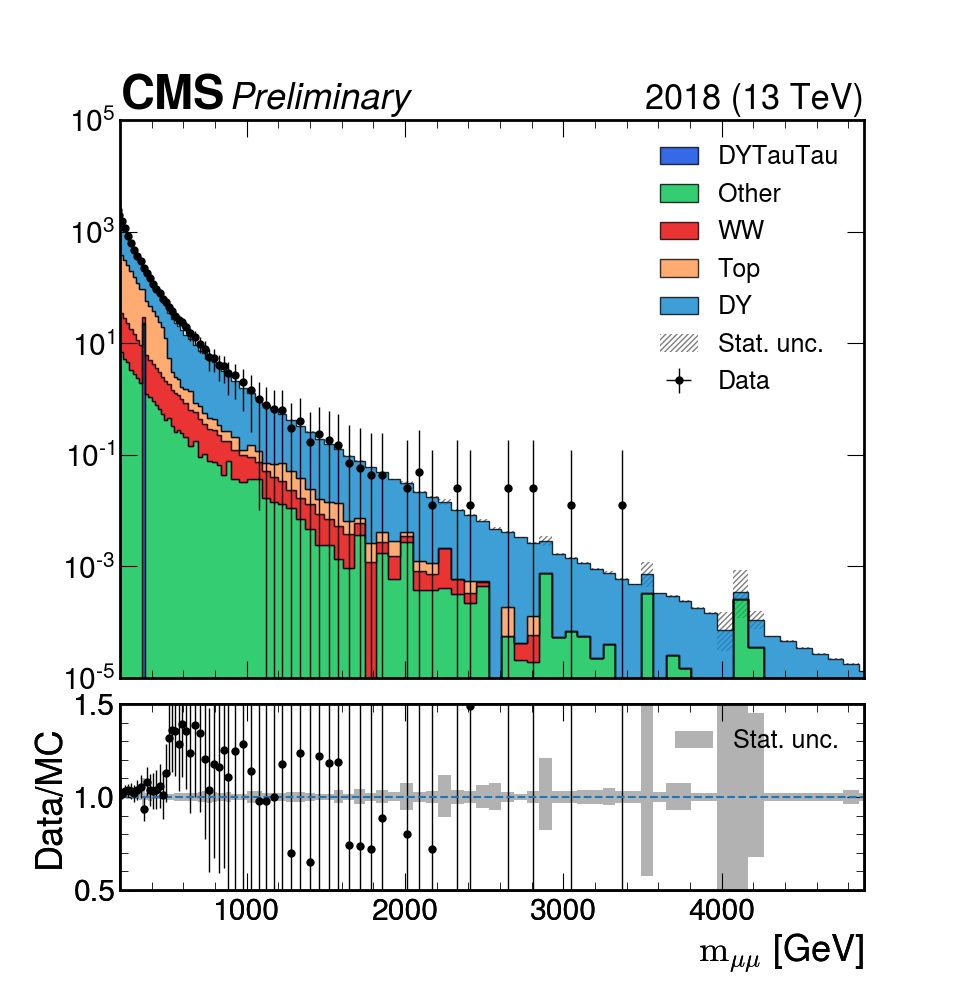 CMS Preliminary 2018 (13 TeV)
10^5
10^3
10^1
10^-1
10^-3
10^-5
DYTauTau
Other
WW
Top
DY
Stat. unc.
Data
Data/MC
1.5
1.0
0.5
Stat. unc.
1000 2000 3000 4000
m_μμ [GeV]